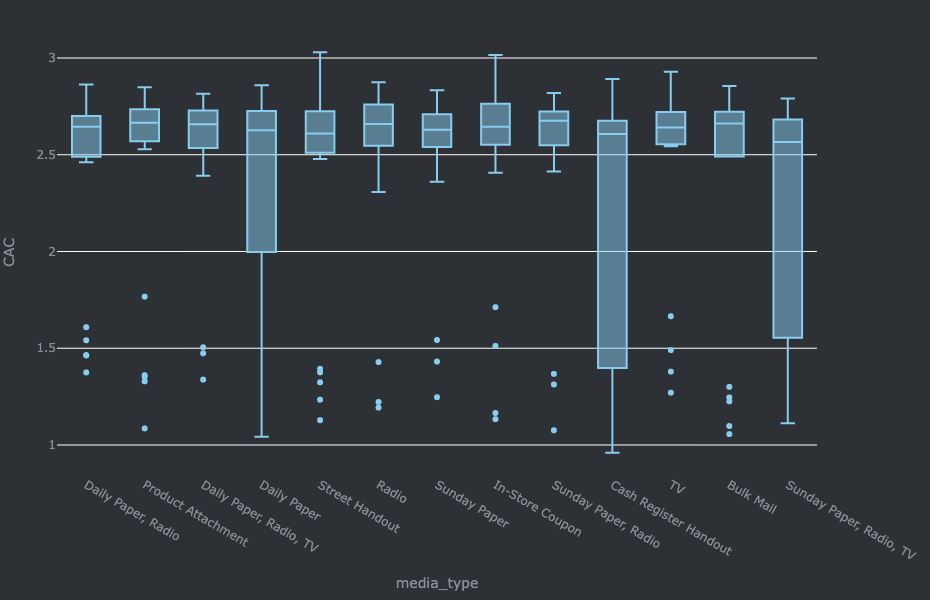 3
2.5
2
1.5
1
CAC
Daily Paper, Radio
Product Attachment
Daily Paper, Radio, TV
Daily Paper
Street Handout
Radio
Sunday Paper
In-Store Coupon
Sunday Paper, Radio
Cash Register Handout
TV
Bulk Mail
Sunday Paper, Radio, TV
media_type